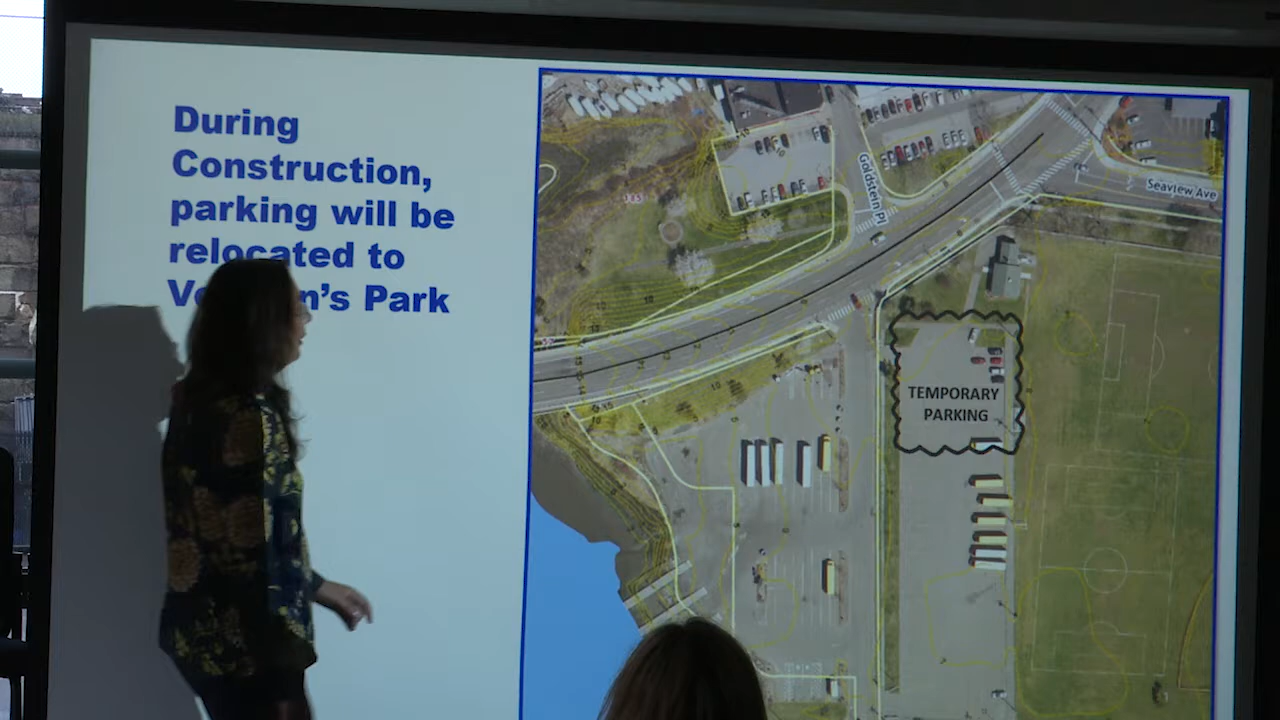 During
Construction,
parking will be
relocated to
n's Park
Goldstein Pl
Seaview Ave
TEMPORARY
PARKING